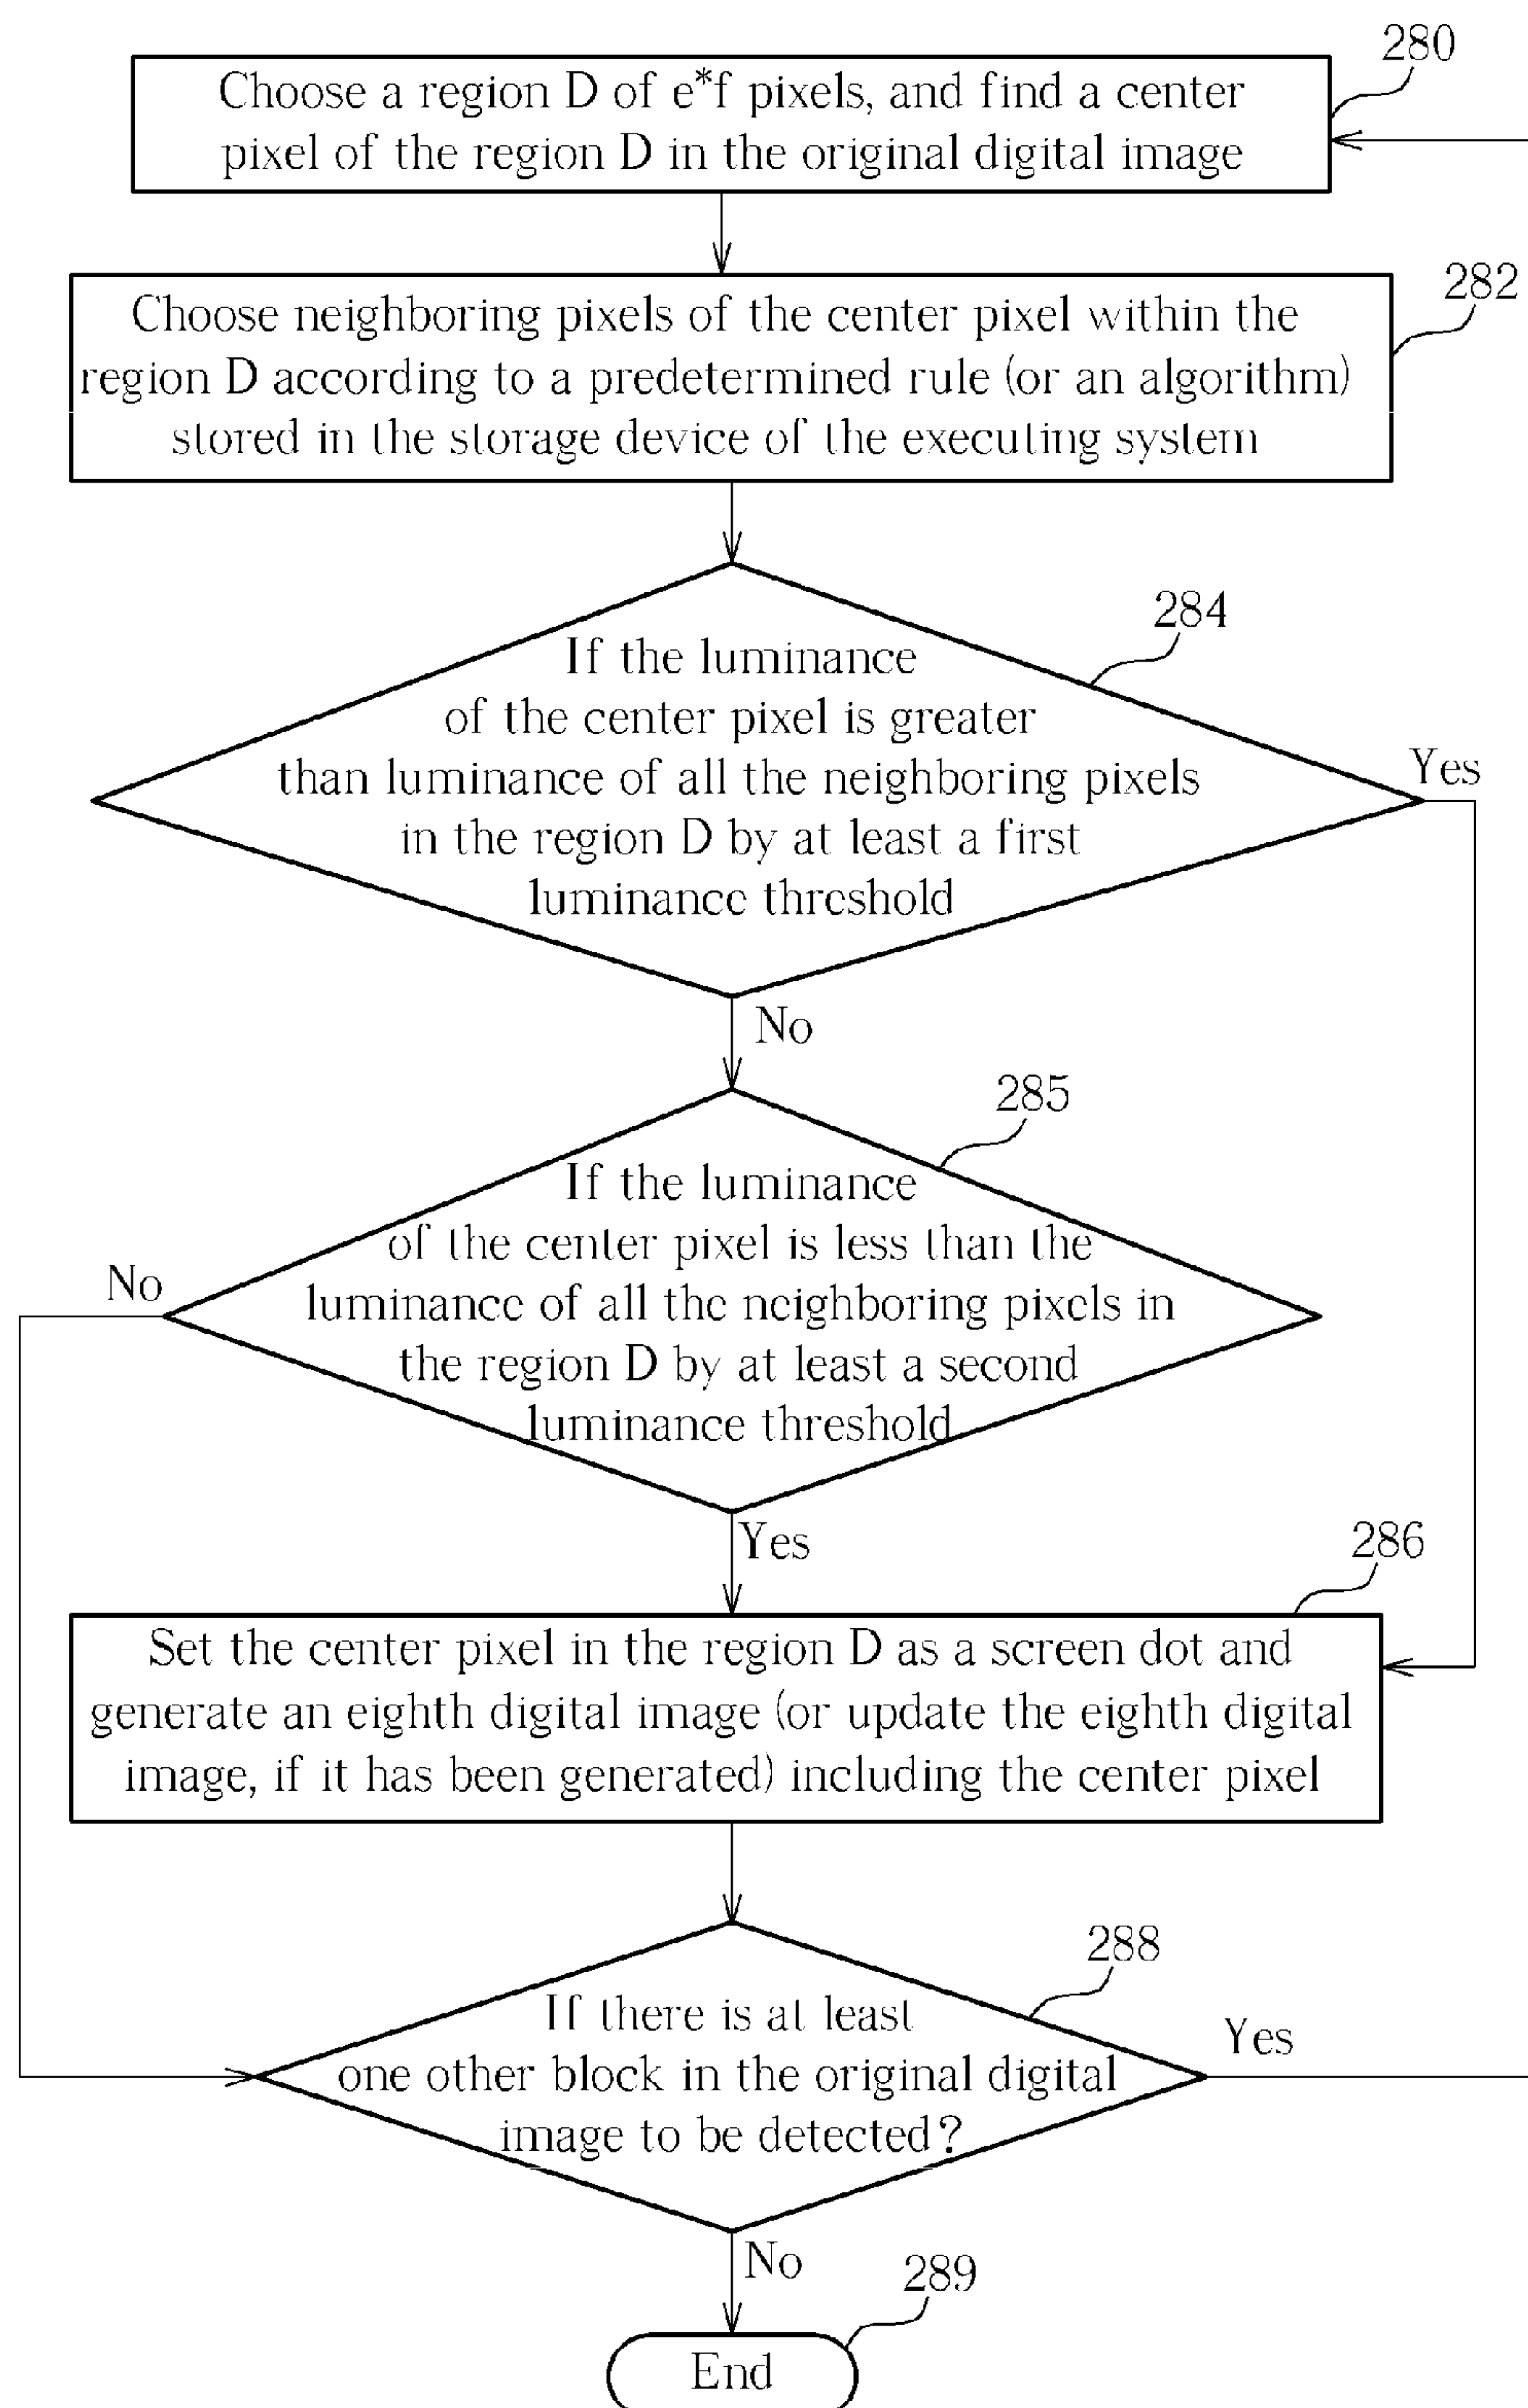 280
Choose a region D of e*f pixels, and find a center
pixel of the region D in the original digital image
282
Choose neighboring pixels of the center pixel within the
region D according to a predetermined rule (or an algorithm)
stored in the storage device of the executing system
284
If the luminance
of the center pixel is greater
than luminance of all the neighboring pixels
in the region D by at least a first
luminance threshold
Yes
No
285
If the luminance
of the center pixel is less than the
luminance of all the neighboring pixels in
the region D by at least a second
luminance threshold
No
Yes
286
Set the center pixel in the region D as a screen dot and
generate an eighth digital image (or update the eighth digital
image, if it has been generated) including the center pixel
288
If there is at least
one other block in the original digital
image to be detected?
Yes
No
289
End